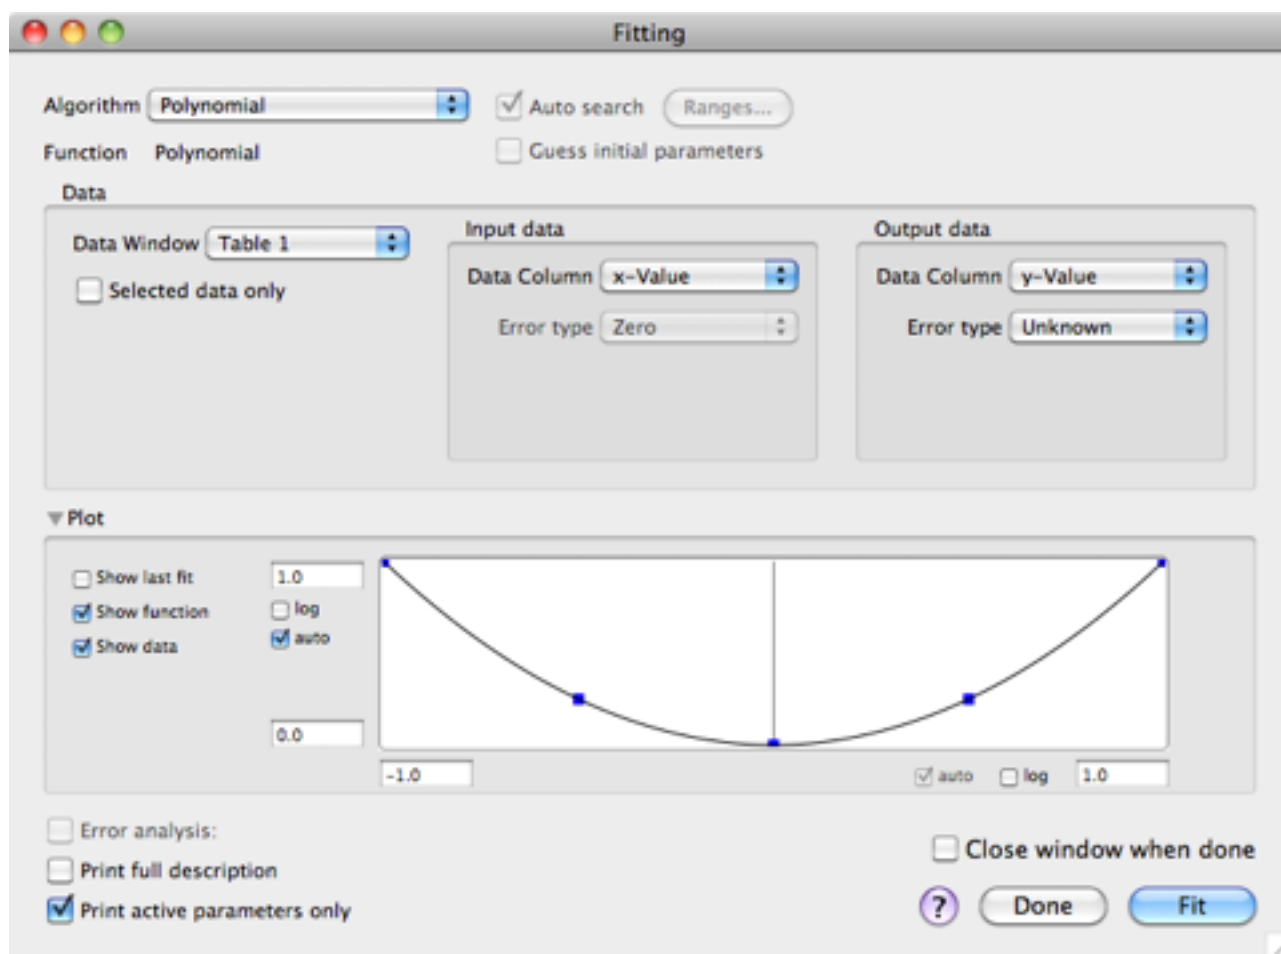 Fitting
Algorithm Polynomial Auto search Ranges...
Function Polynomial Guess initial parameters
Data
Data Window Table 1
Selected data only
Input data
Data Column x-Value
Error type Zero
Output data
Data Column y-Value
Error type Unknown
Plot
Show last fit 1.0
Show function log
Show data auto
0.0
-1.0 auto log 1.0
Error analysis:
Print full description
Print active parameters only
Close window when done
? Done Fit